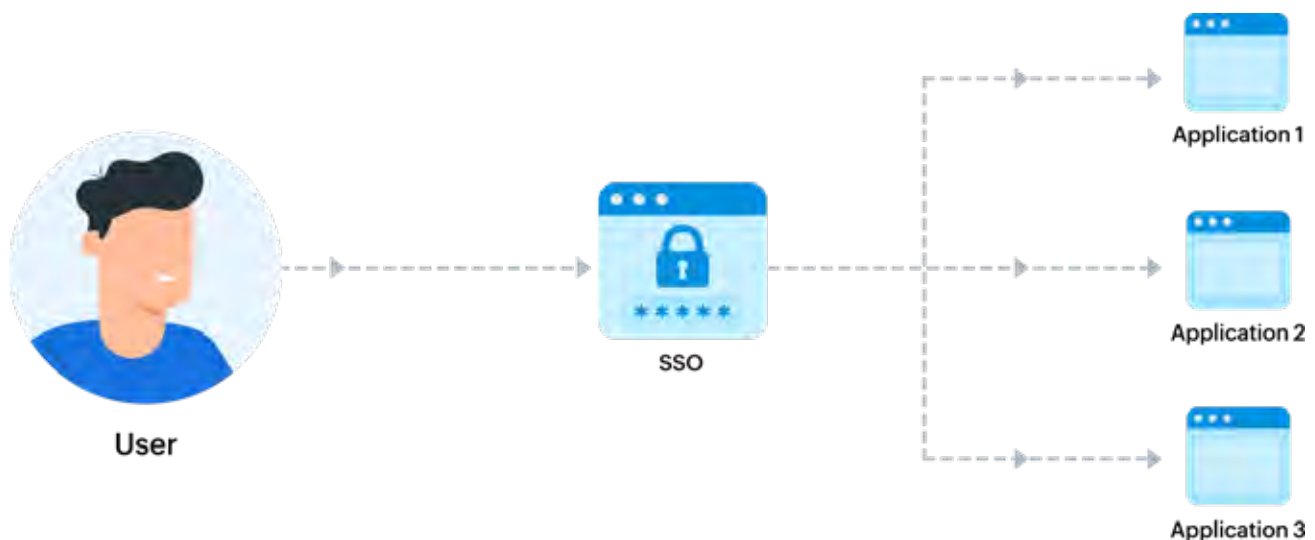 Application 1
SSO
Application 2
User
Application 3